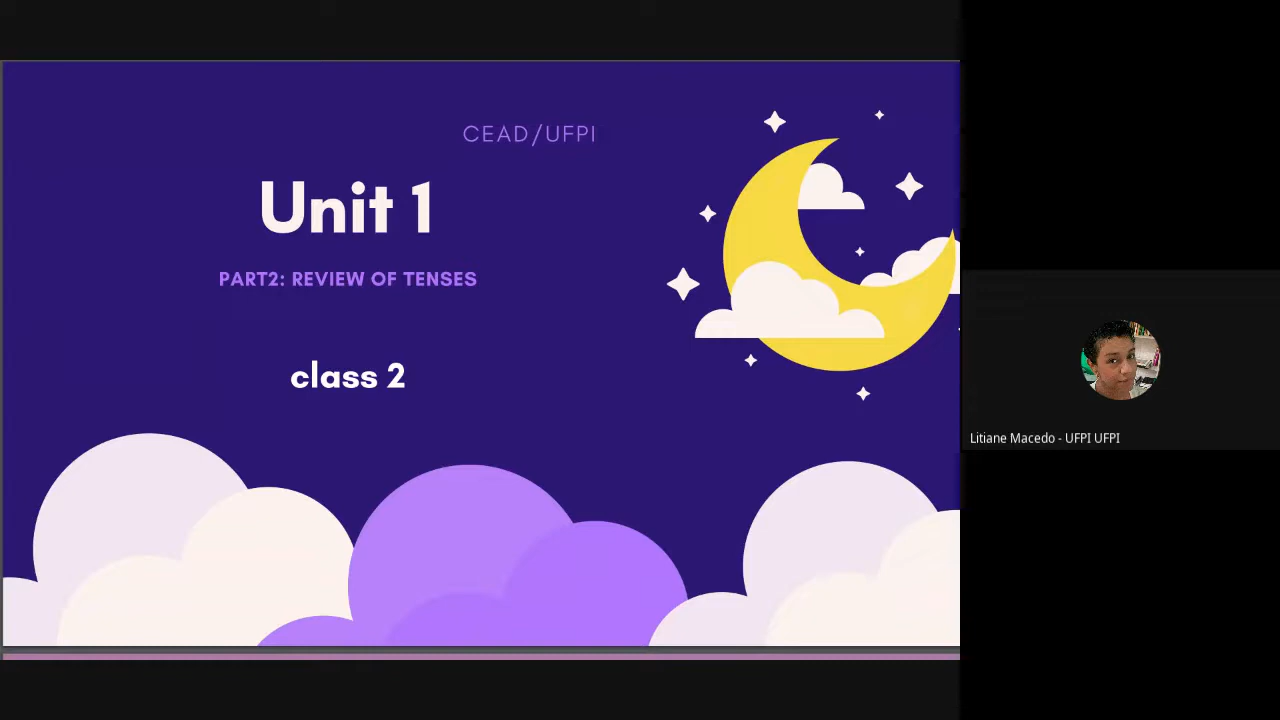 CEAD/UFPI
Unit 1
PART2: REVIEW OF TENSES
class 2
Litiane Macedo - UFPI UFPI